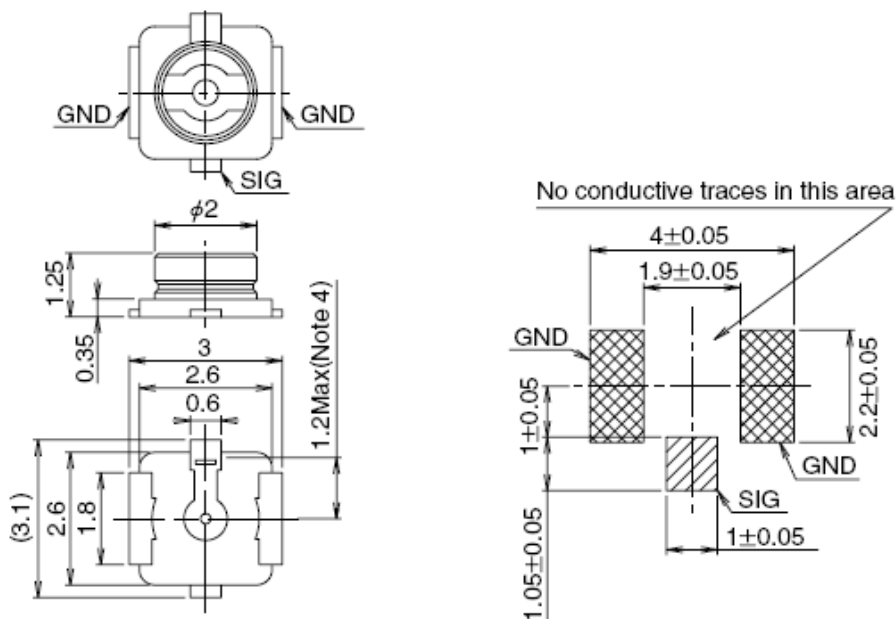 GND
GND
SIG
ϕ2
1.25
0.35
3
2.6
0.6
1.2Max(Note 4)
(3.1)
2.6
1.8
No conductive traces in this area
4±0.05
1.9±0.05
GND
2.2±0.05
1±0.05
GND
SIG
1±0.05
1.05±0.05